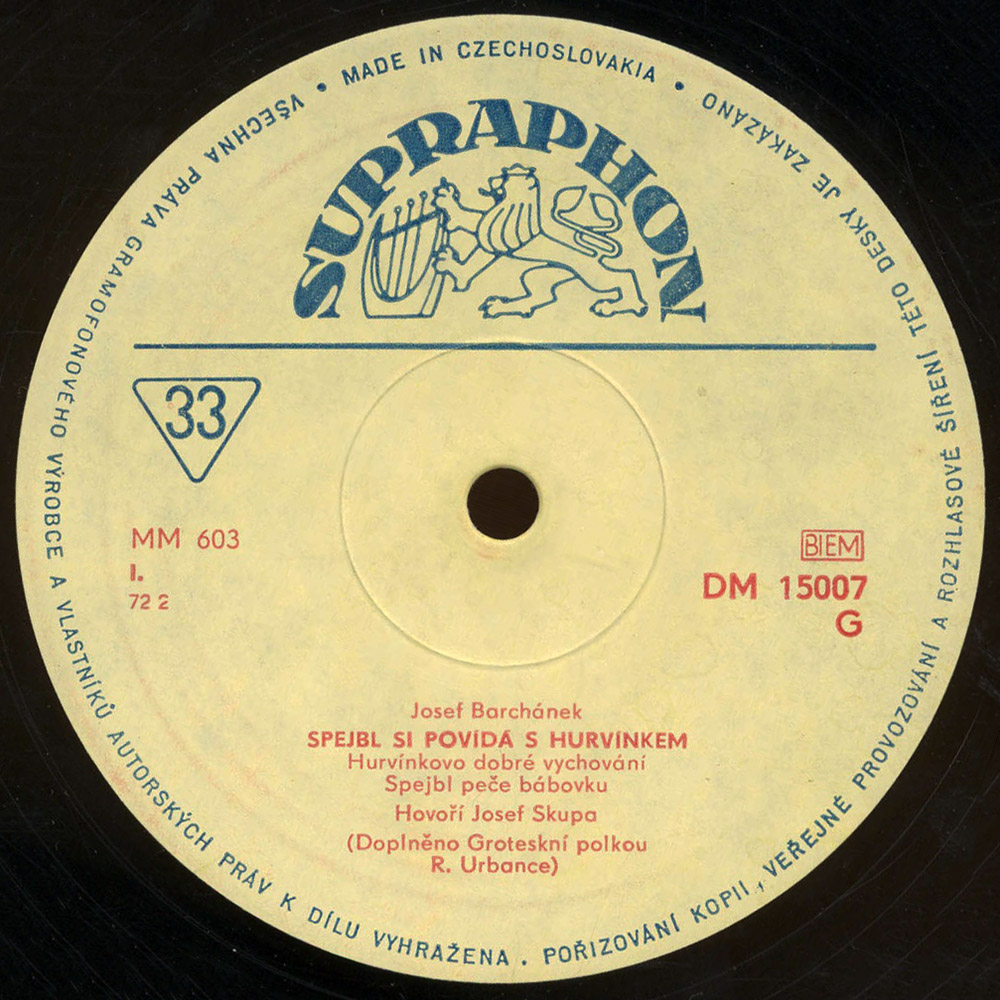 VŠECHNA PRÁVA GRAMOFONOVÉHO VÝROBCE A VLASTNÍKŮ AUTORSKÝCH PRÁV K DÍLU VYHRAŽENA . POŘIZOVÁNÍ KOPIÍ, VEŘEJNÉ PROVOZOVÁNÍ A ROZHLASOVÉ ŠÍŘENÍ TÉTO DESKY JE ZAKÁZÁNO
• MADE IN CZECHOSLOVAKIA •
SUPRAPHON
33
MM 603
I.
72 2
BIEM
DM 15007
G
Josef Barchánek
SPEJBL SI POVÍDÁ S HURVÍNKEM
Hurvínkovo dobré vychování
Spejbl peče bábovku
Hovoří Josef Skupa
(Doplněno Groteskní polkou
R. Urbance)